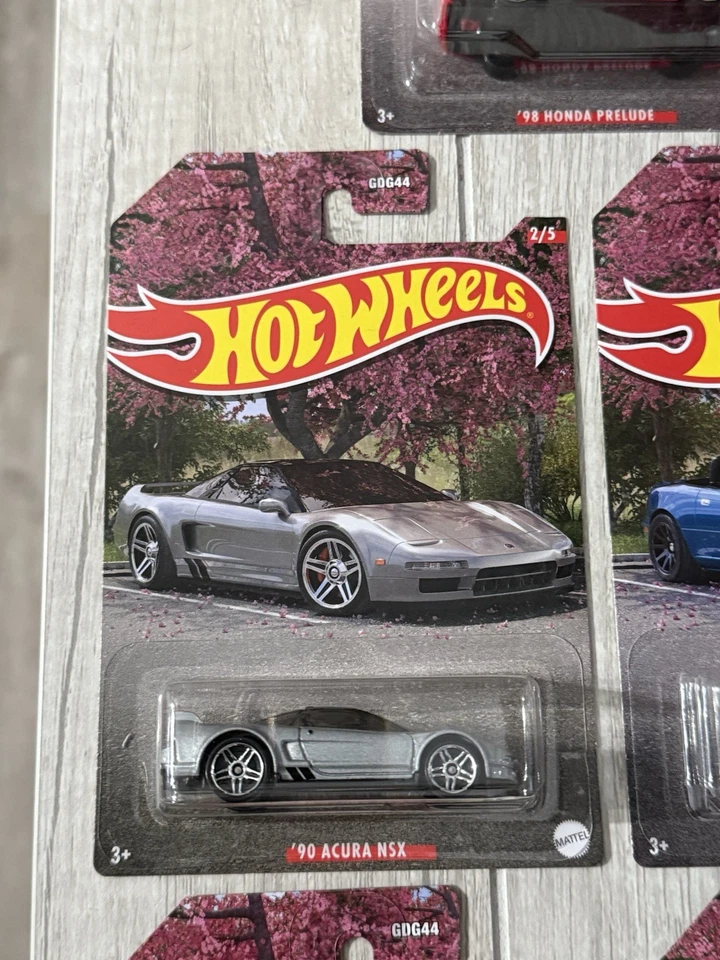 3+
'98 HONDA PRELUDE
GDG44
2/5
HOT WHEELS
®
3+
'90 ACURA NSX
MATTEL
3+
GDG44